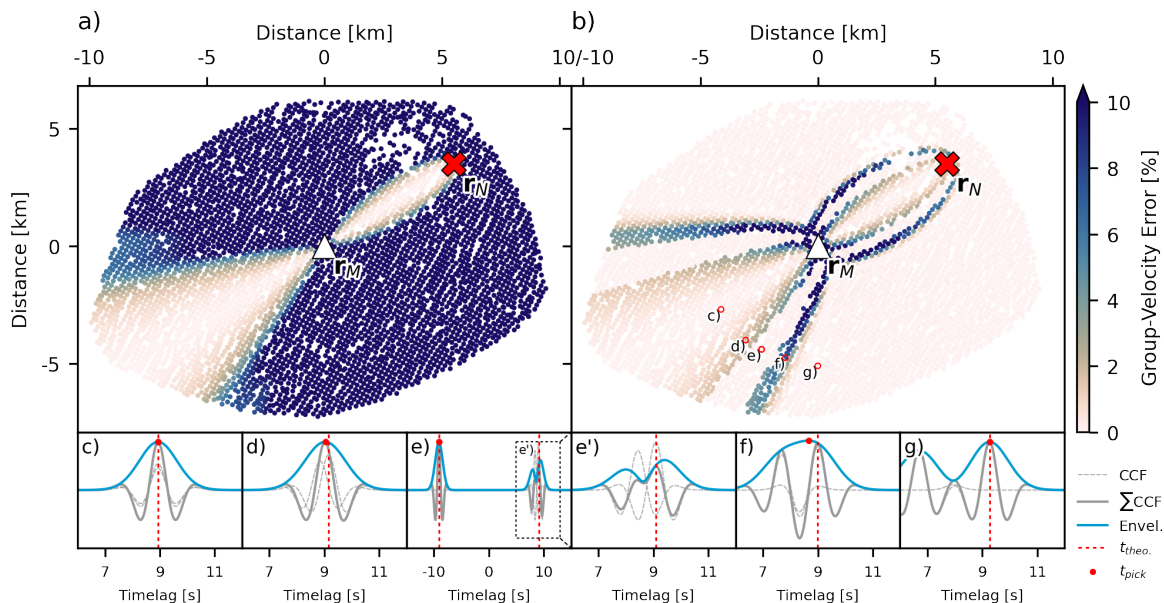 a)
b)
Distance [km]
Distance [km]
-10
-5
0
5
10/-10
-5
0
5
10
Distance [km]
5
0
-5
r_N
r_M
r_N
r_M
c)
d)
e)
f)
g)
10
8
6
4
2
0
Group-Velocity Error [%]
c)
d)
e)
e')
e')
f)
g)
CCF
∑CCF
Envel.
t_theo.
t_pick
7 9 11
7 9 11
-10 0 10
7 9 11
7 9 11
7 9 11
Timelag [s]
Timelag [s]
Timelag [s]
Timelag [s]
Timelag [s]
Timelag [s]